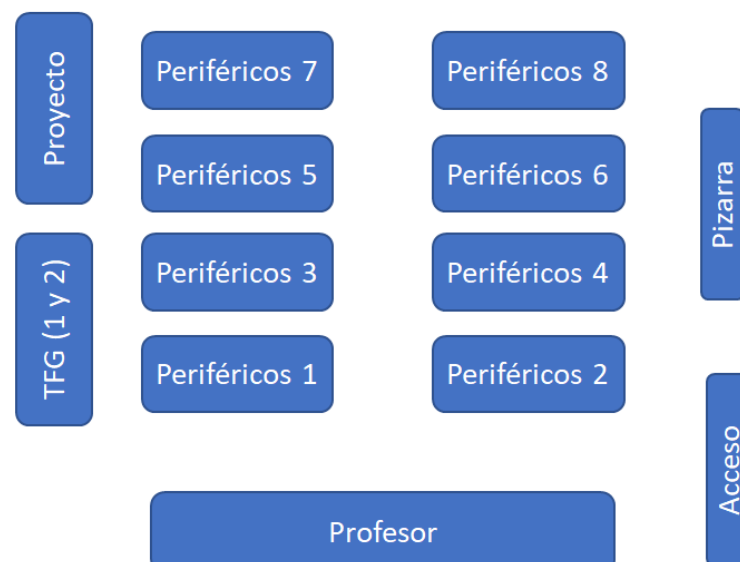 Proyecto
Periféricos 7
Periféricos 8
Periféricos 5
Periféricos 6
Pizarra
TFG (1 y 2)
Periféricos 3
Periféricos 4
Periféricos 1
Periféricos 2
Acceso
Profesor